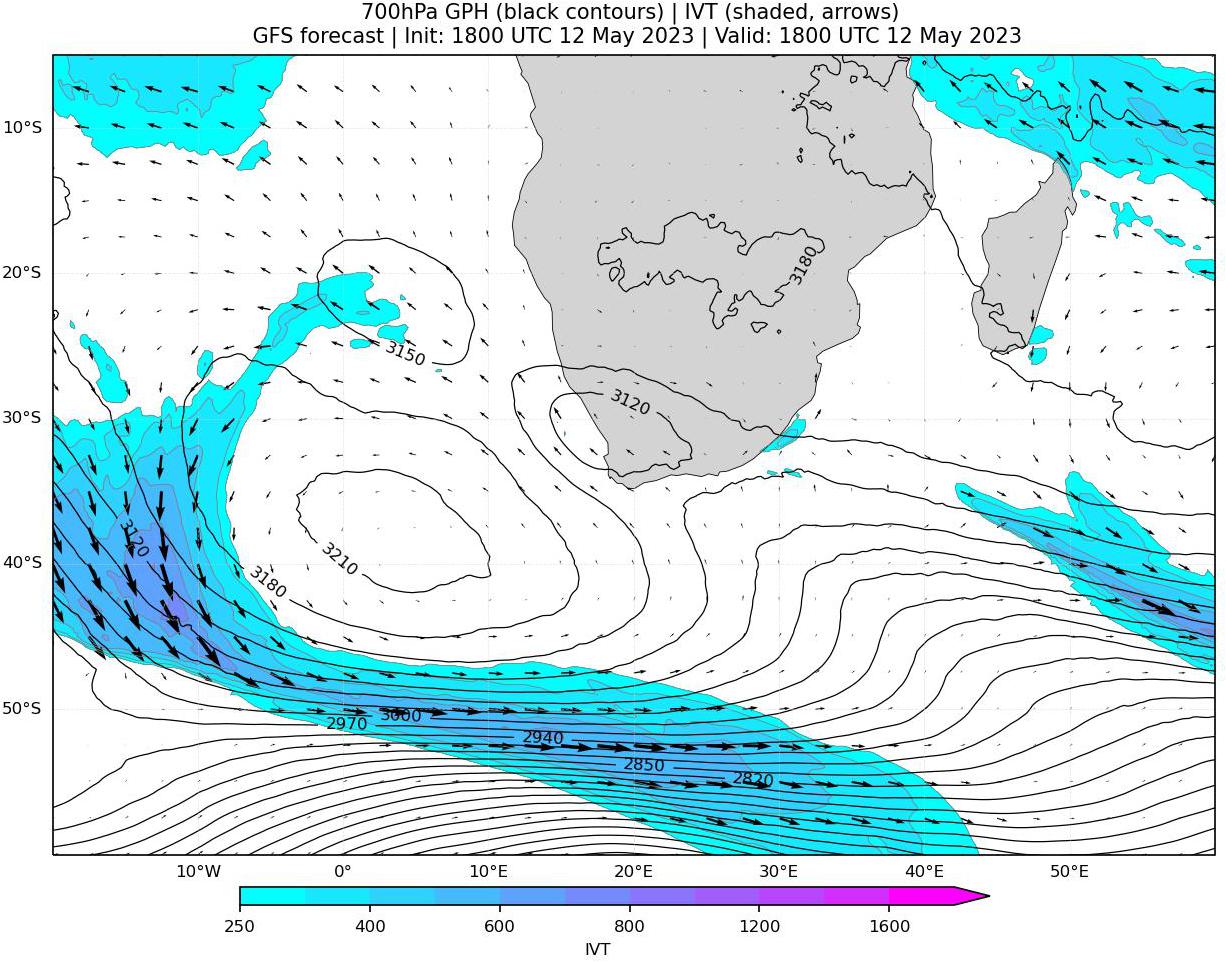 700hPa GPH (black contours) | IVT (shaded, arrows)
GFS forecast | Init: 1800 UTC 12 May 2023 | Valid: 1800 UTC 12 May 2023
10°S
20°S
3180
3150
3120
30°S
3120
3210
40°S
3180
50°S
3000
2970
2940
2850
2820
10°W
0°
10°E
20°E
30°E
40°E
50°E
250
400
600
800
1200
1600
IVT